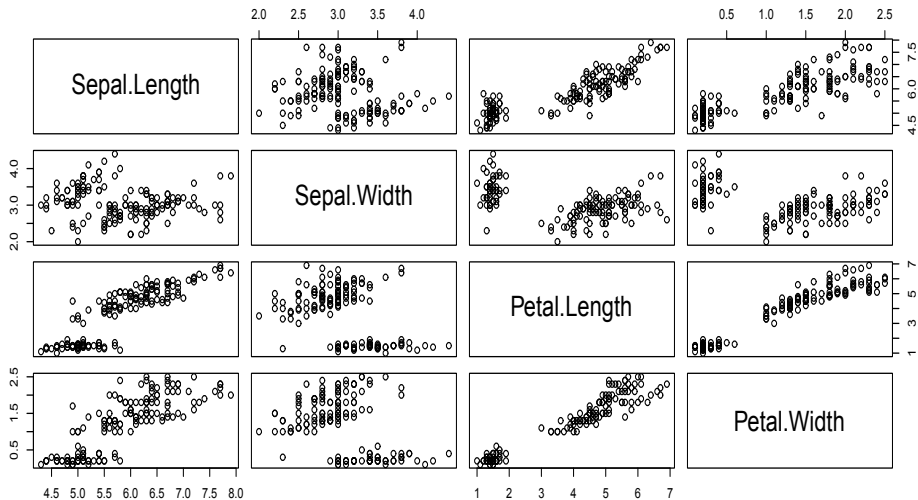 2.0 2.5 3.0 3.5 4.0
0.5 1.0 1.5 2.0 2.5
Sepal.Length
4.5 6.0 7.5
2.0 3.0 4.0
Sepal.Width
Petal.Length
1 3 5 7
0.5 1.5 2.5
Petal.Width
4.5 5.0 5.5 6.0 6.5 7.0 7.5 8.0
1 2 3 4 5 6 7